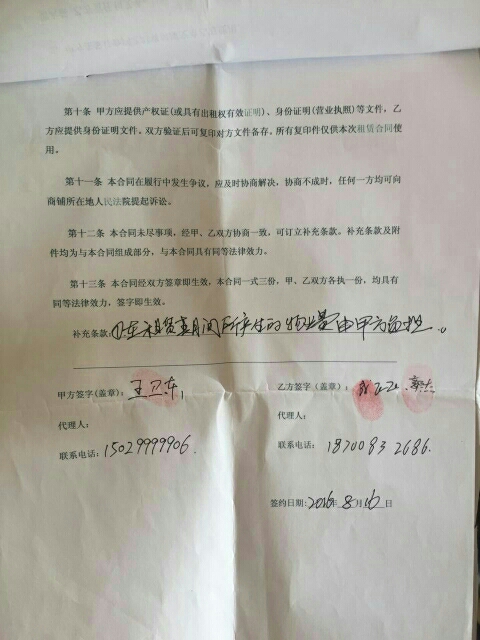 第十条 甲方应提供产权证(或具有出租权有效证明)、身份证明(营业执照)等文件，乙
方应提供身份证明文件。双方验证后可复印对方文件备存。所有复印件仅供本次租赁合同使
用。
第十一条 本合同在履行中发生争议，应及时协商解决，协商不成时，任何一方均可向
商铺所在地人民法院提起诉讼。
第十二条 本合同未尽事项，经甲、乙双方协商一致，可订立补充条款。补充条款及附
件均为与本合同组成部分，与本合同具有同等法律效力。
第十三条 本合同经双方签章即生效，本合同一式三份，甲、乙双方各执一份，均具有
同等法律效力，签字即生效。
补充条款：在租赁期间所产生的物业费由甲方负担。
甲方签字(盖章)：王卫东
乙方签字（盖章）：
代理人：
代理人：
联系电话：15029999906.
联系电话： 1870083 2686.
签约日期:2016年8月10日